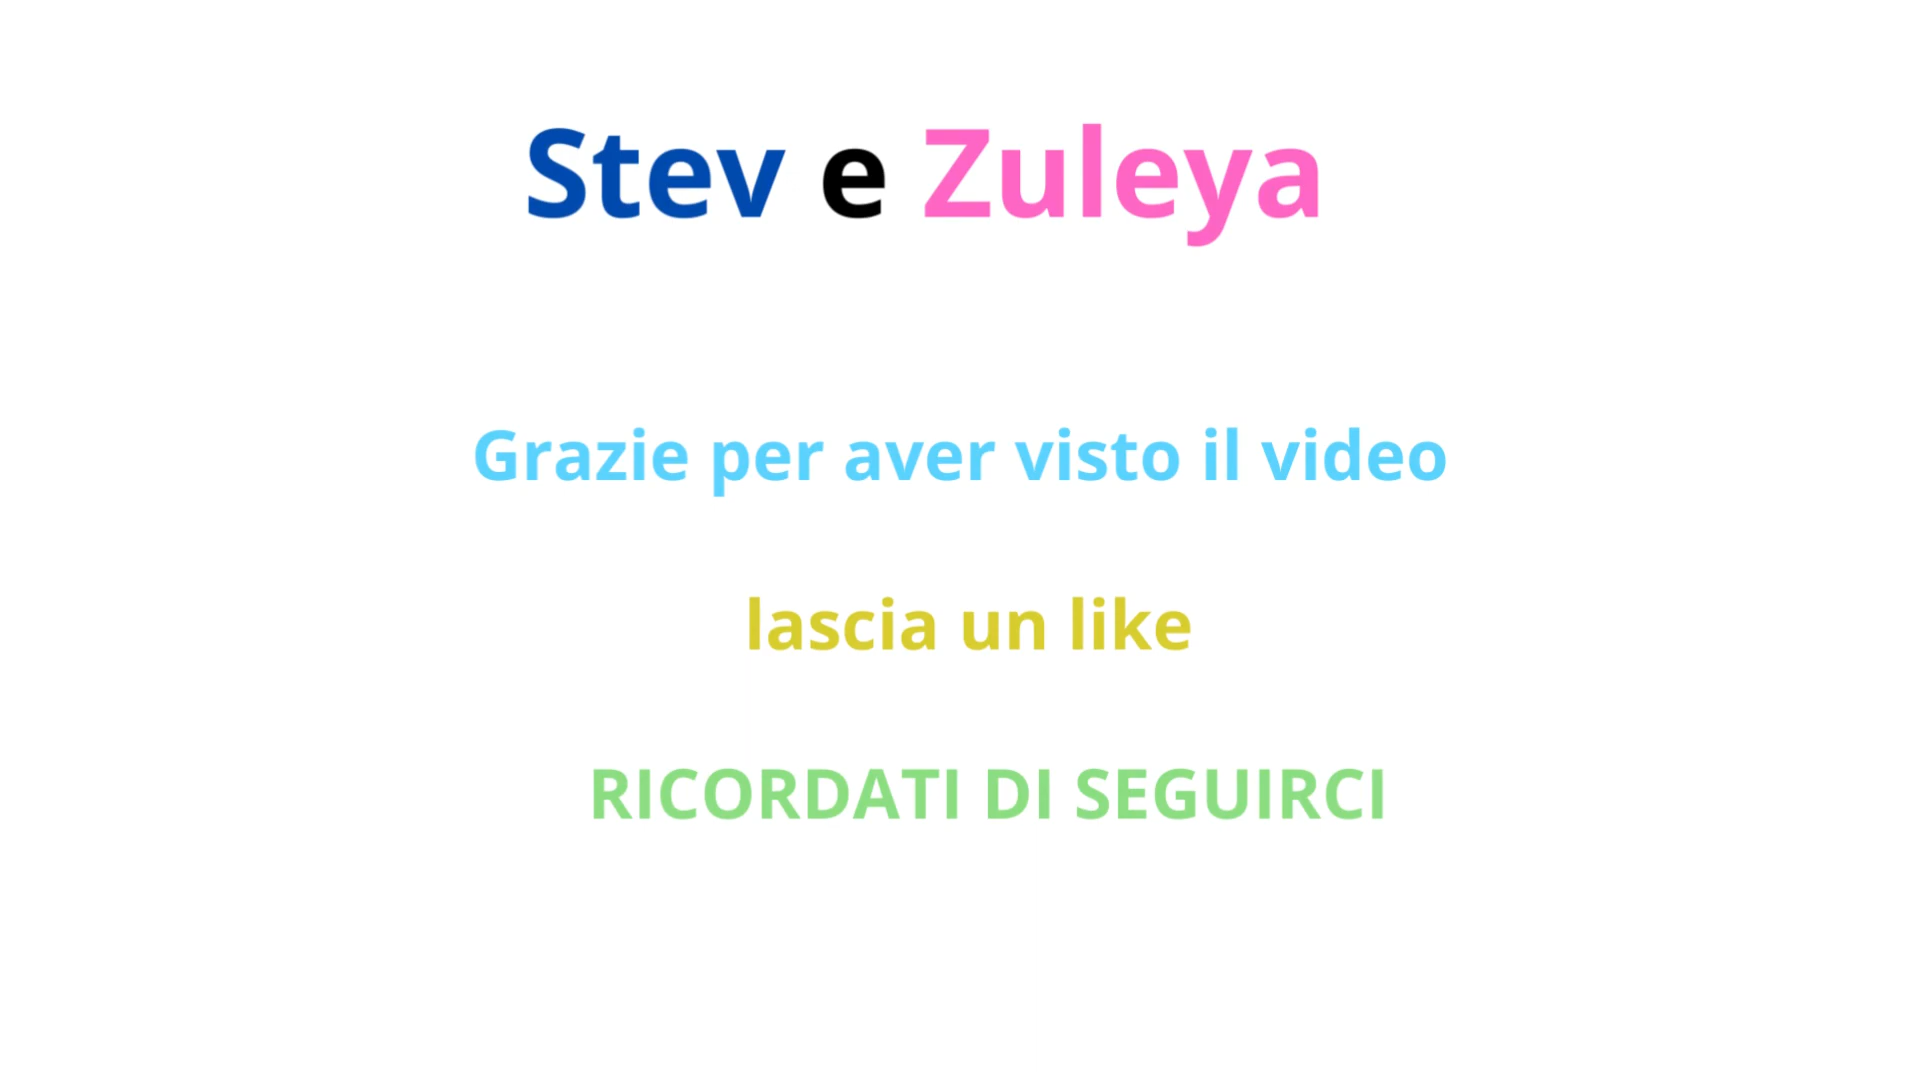 Stev e Zuleya
Grazie per aver visto il video
lascia un like
RICORDATI DI SEGUIRCI